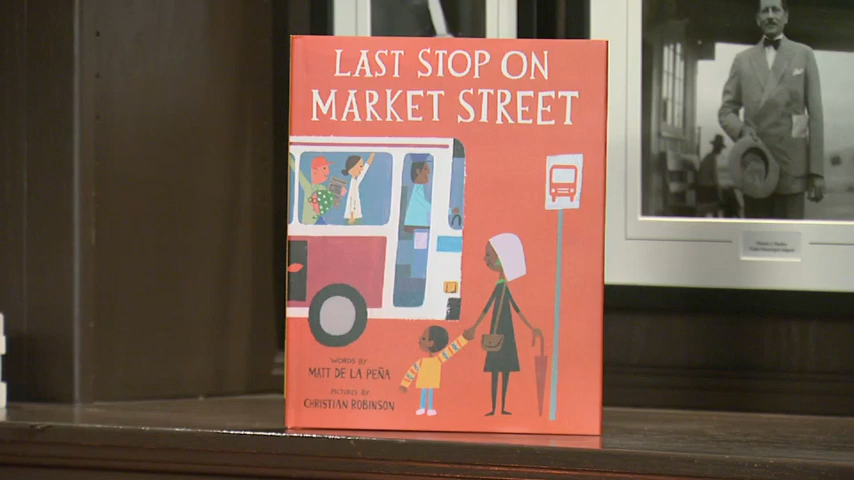 LAST STOP ON
MARKET STREET
WORDS BY
MATT DE LA PEÑA
PICTURES BY
CHRISTIAN ROBINSON